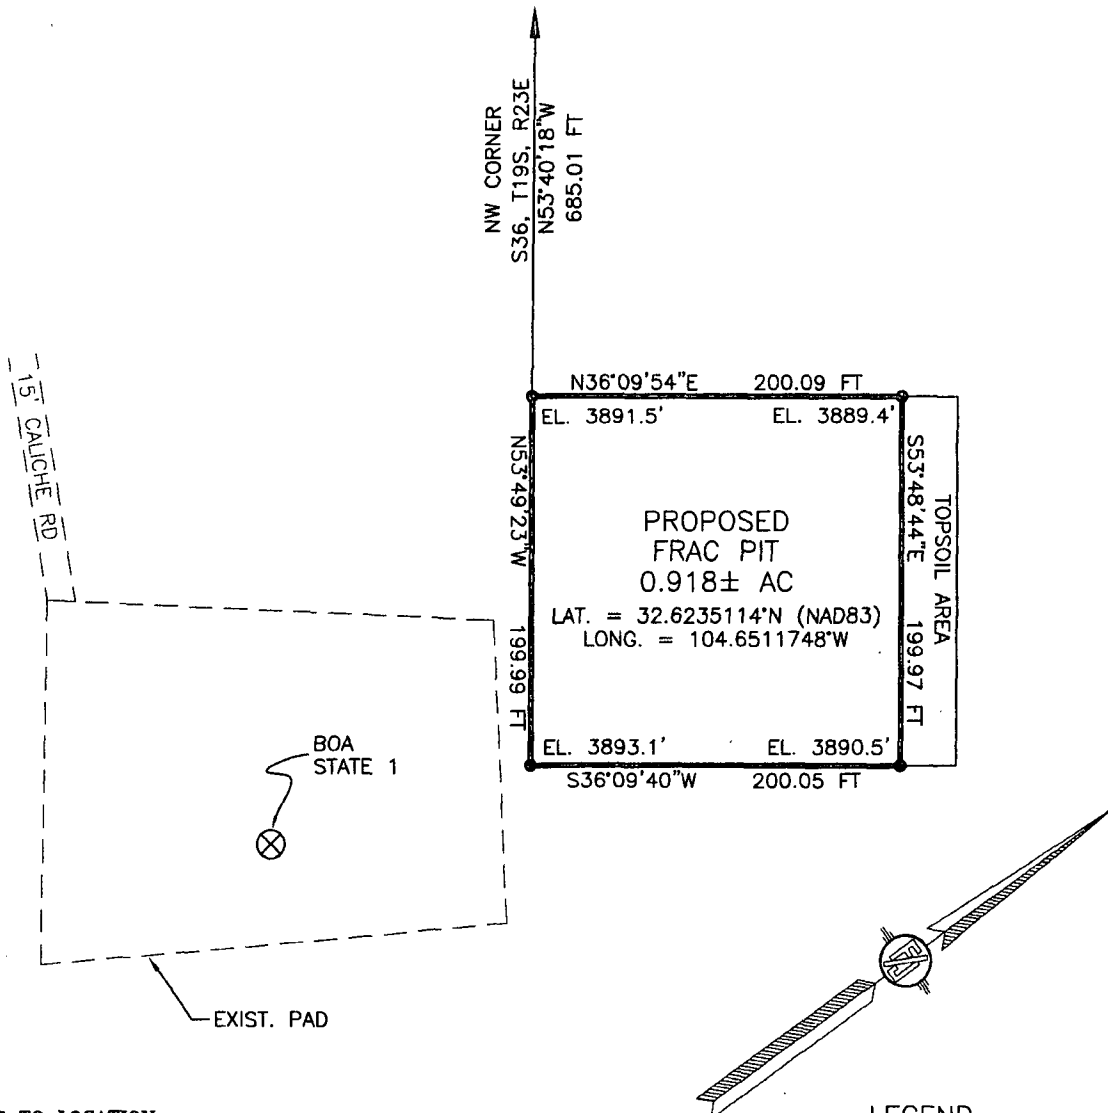 NW CORNER
S36, T19S, R23E
N53°40'18"W
685.01 FT
N36°09'54"E 200.09 FT
EL. 3891.5' EL. 3889.4'
15' CALICHE RD
N53°49'23"W 199.99 FT
S53°48'44"E 199.97 FT
TOPSOIL AREA
PROPOSED
FRAC PIT
0.918± AC
LAT. = 32.6235114°N (NAD83)
LONG. = 104.6511748°W
EL. 3893.1' EL. 3890.5'
S36°09'40"W 200.05 FT
BOA
STATE 1
EXIST. PAD
TO LOCATION
LEGEND